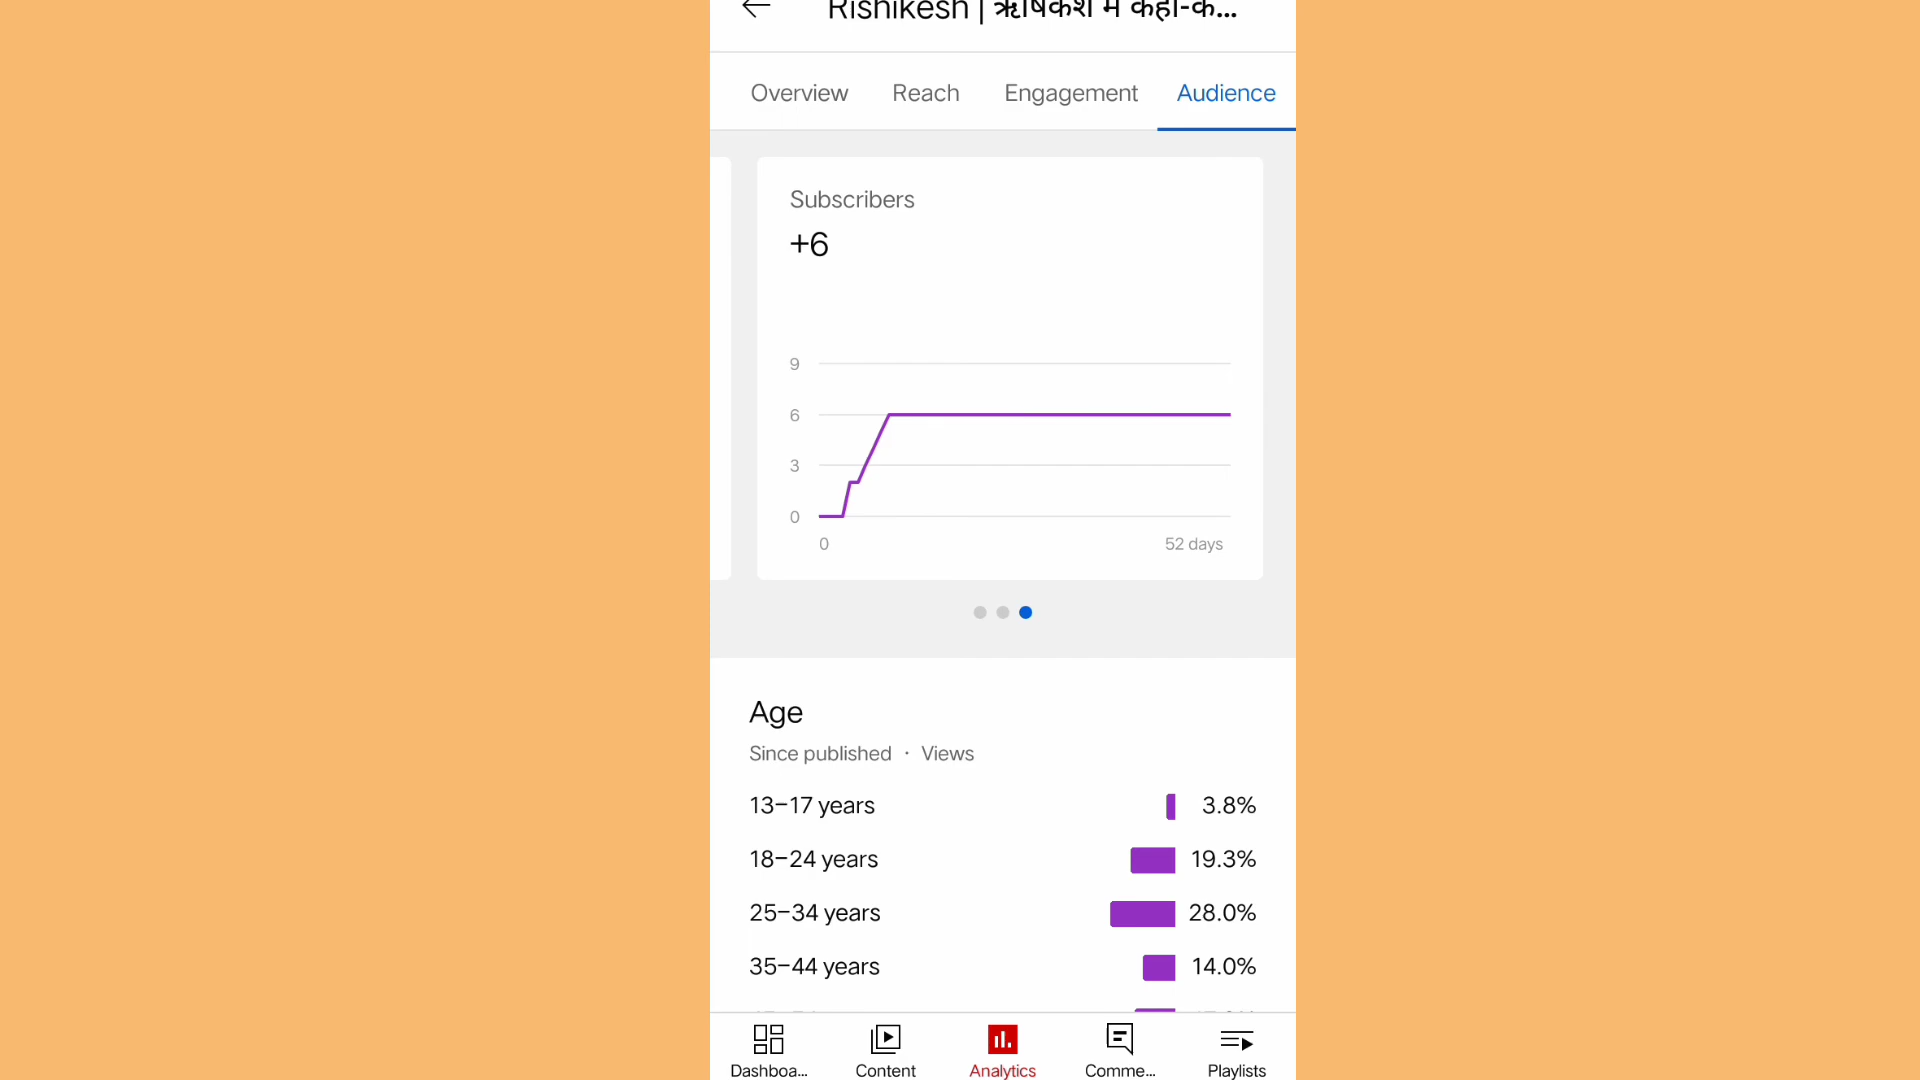 Rishikesh | ऋषिकेश में कहाँ-क...
Overview Reach Engagement Audience
Subscribers
+6
9
6
3
0
0 52 days
Age
Since published · Views
13–17 years 3.8%
18–24 years 19.3%
25–34 years 28.0%
35–44 years 14.0%
Dashboa... Content Analytics Comme... Playlists